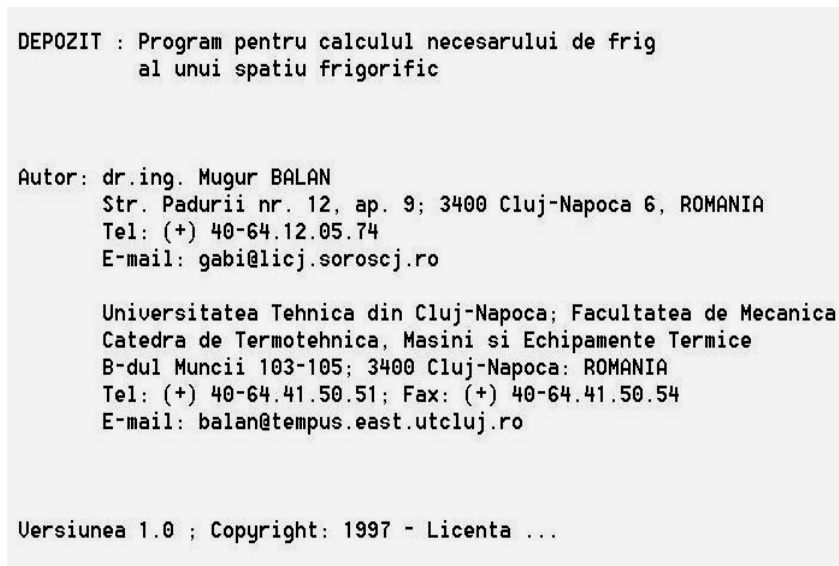 DEPOZIT : Program pentru calculul necesarului de frig
al unui spatiu frigorific
Autor: dr.ing. Mugur BALAN
Str. Padurii nr. 12, ap. 9; 3400 Cluj-Napoca 6, ROMANIA
Tel: (+) 40-64.12.05.74
E-mail: gabi@licj.soroscj.ro
Universitatea Tehnica din Cluj-Napoca; Facultatea de Mecanica
Catedra de Termotehnica, Masini si Echipamente Termice
B-dul Muncii 103-105; 3400 Cluj-Napoca: ROMANIA
Tel: (+) 40-64.41.50.51; Fax: (+) 40-64.41.50.54
E-mail: balan@tempus.east.utcluj.ro
Versiunea 1.0 ; Copyright: 1997 - Licenta ...